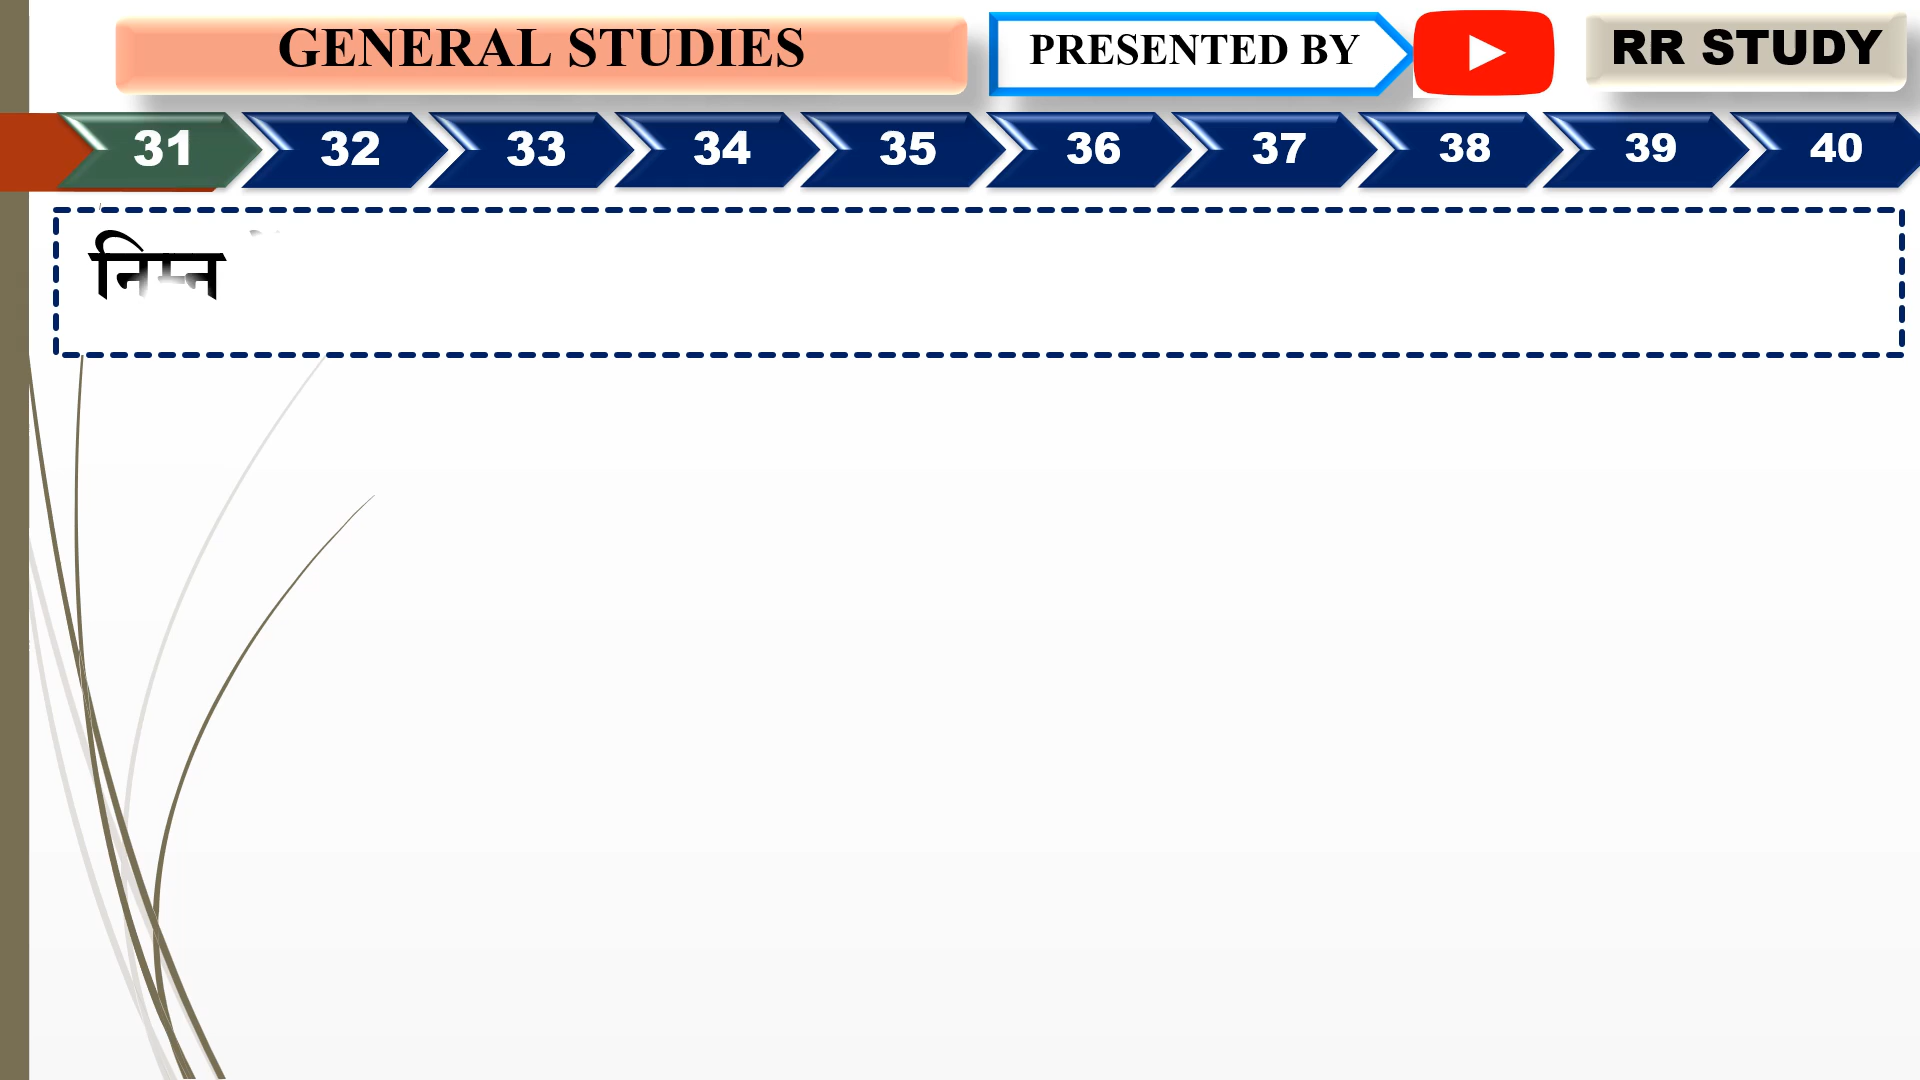 GENERAL STUDIES PRESENTED BY RR STUDY
31 32 33 34 35 36 37 38 39 40
निम्न